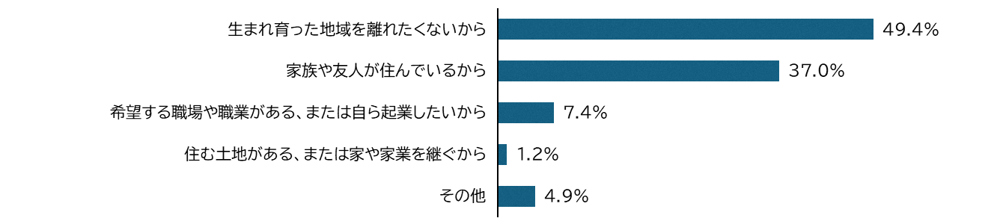 生まれ育った地域を離れたくないから 49.4%
家族や友人が住んでいるから 37.0%
希望する職場や職業がある、または自ら起業したいから 7.4%
住む土地がある、または家や家業を継ぐから 1.2%
その他 4.9%